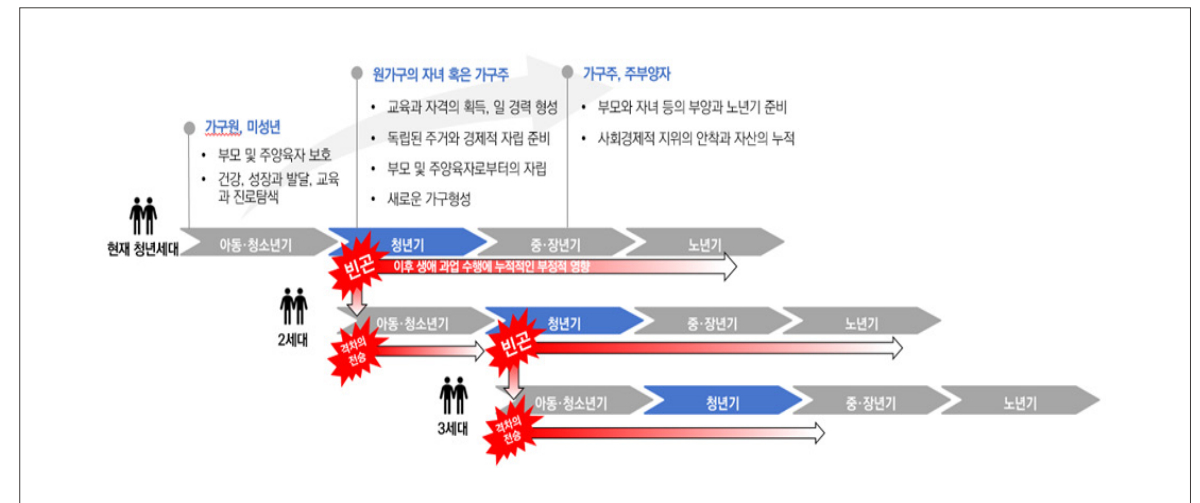 원가구의 자녀 혹은 가구주
가구주, 주부양자
• 교육과 자격의 획득, 일 경력 형성
• 부모와 자녀 등의 부양과 노년기 준비
가구원, 미성년
• 독립된 주거와 경제적 자립 준비
• 사회경제적 지위의 안착과 자산의 누적
• 부모 및 주양육자 보호
• 부모 및 주양육자로부터의 자립
• 건강, 성장과 발달, 교육
과 진로탐색
• 새로운 가구형성
현재 청년세대
아동·청소년기
청년기
중·장년기
노년기
빈곤
이후 생애 과업 수행에 누적적인 부정적 영향
2세대
아동·청소년기
청년기
중·장년기
노년기
격차의
전승
빈곤
3세대
아동·청소년기
청년기
중·장년기
노년기
격차의
전승